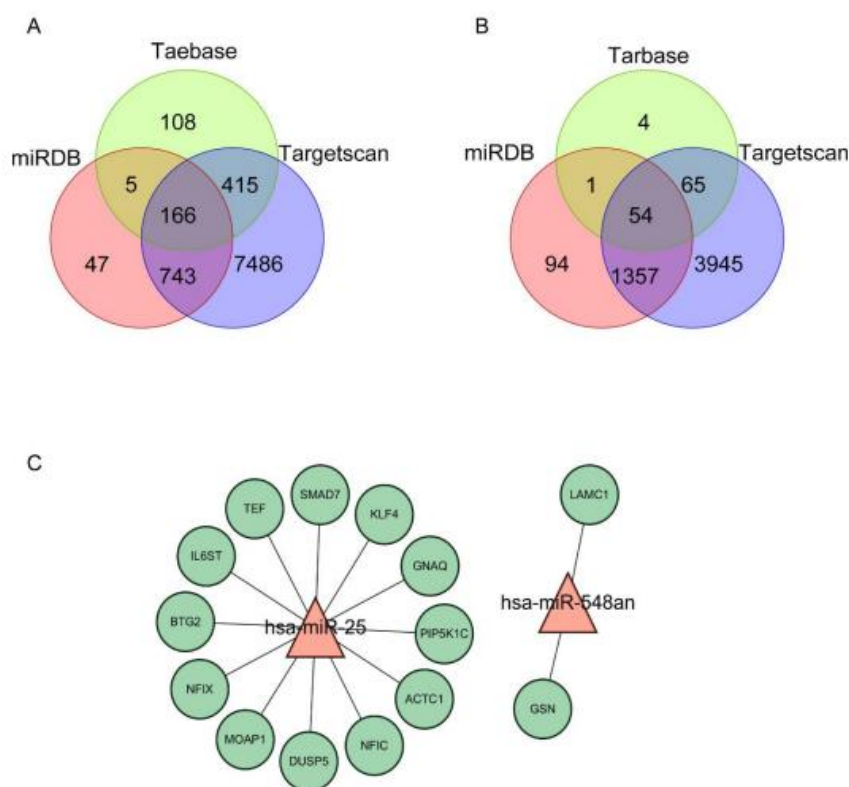 A
Taebase
108
miRDB
Targetscan
5
415
166
47
743
7486
B
Tarbase
4
miRDB
Targetscan
1
65
54
94
1357
3945
C
SMAD7
TEF
KLF4
IL6ST
GNAQ
BTG2
hsa-miR-25
PIP5K1C
NFIX
ACTC1
MOAP1
NFIC
DUSP5
LAMC1
hsa-miR-548an
GSN